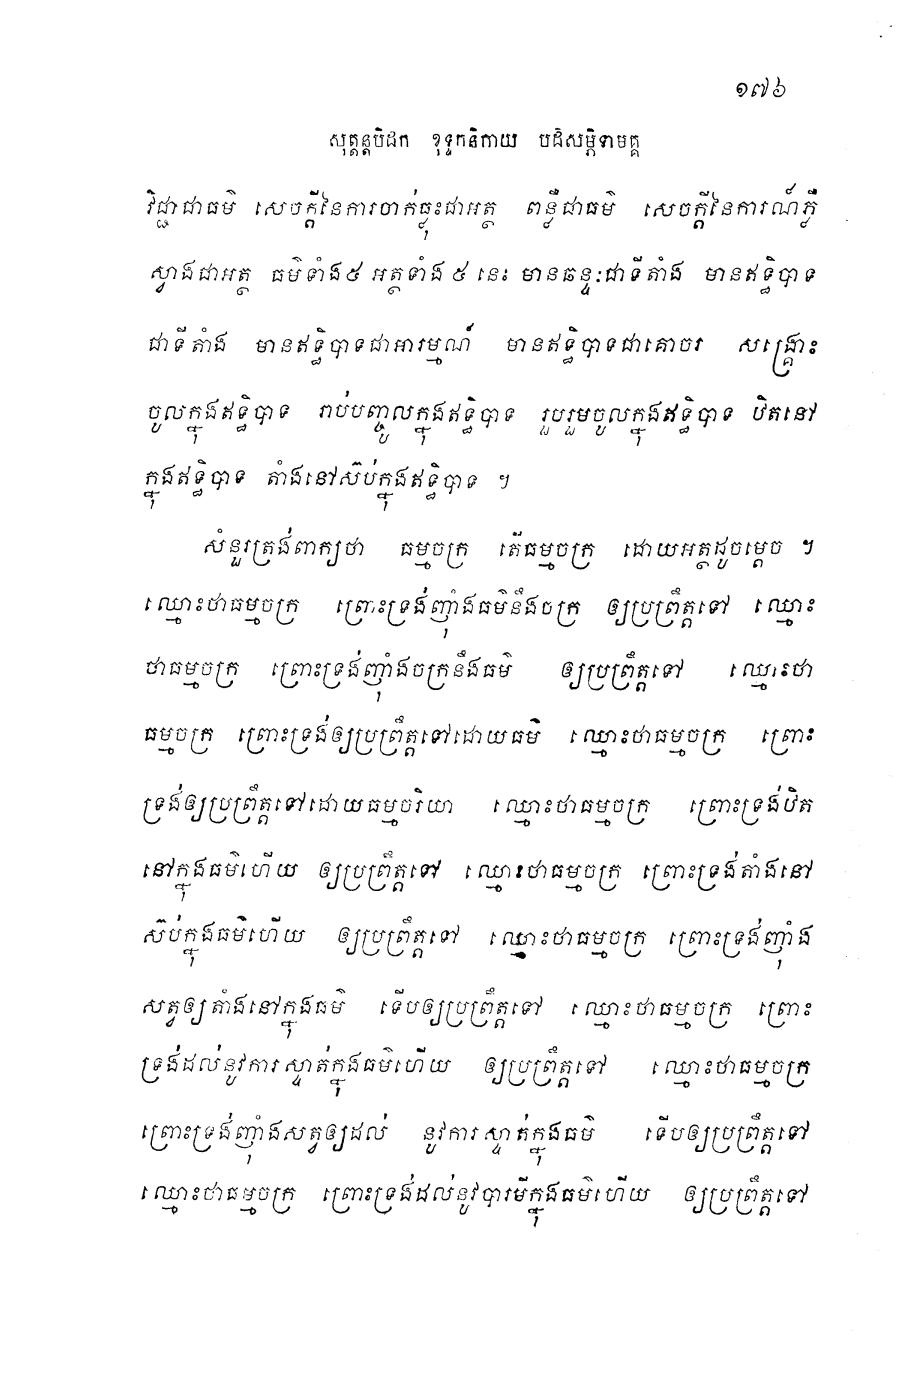 ១៧៦
សុត្តន្តបិដក ខុទ្ទកនិកាយ បដិសម្ភិទាមគ្គ
វិជ្ជាជាធម៌ សេចក្តីនៃការចាក់ធ្លុះជាអត្ថ ពន្លឺជាធម៌ សេចក្តីនៃការណ៍ភ្លឺ
ស្វាងជាអត្ថ ធម៌ទាំង៥ អត្ថទាំង ៥ នេះ មានឆន្ទៈជាទីតាំង មានឥទ្ធិបាទ
ជាទីតាំង មានឥទ្ធិបាទជាអារម្មណ៍ មានឥទ្ធិបាទជាគោចរ សង្គ្រោះ
ចូលក្នុងឥទ្ធិបាទ រាប់បញ្ចូលក្នុងឥទ្ធិបាទ រួបរួមចូលក្នុងឥទ្ធិបាទ ឋិតនៅ
ក្នុងឥទ្ធិបាទ តាំងនៅស៊ប់ក្នុងឥទ្ធិបាទ ។
សំនួរត្រង់ពាក្យថា ធម្មចក្រ តើធម្មចក្រ ដោយអត្ថដូចម្តេច ។
ឈ្មោះថាធម្មចក្រ ព្រោះទ្រង់ញ៉ាំងធម៌នឹងចក្រ ឲ្យប្រព្រឹត្តទៅ ឈ្មោះ
ថាធម្មចក្រ ព្រោះទ្រង់ញ៉ាំងចក្រនឹងធម៌ ឲ្យប្រព្រឹត្តទៅ ឈ្មោះថា
ធម្មចក្រ ព្រោះទ្រង់ឲ្យប្រព្រឹត្តទៅដោយធម៌ ឈ្មោះថាធម្មចក្រ ព្រោះ
ទ្រង់ឲ្យប្រព្រឹត្តទៅដោយធម្មចរិយា ឈ្មោះថាធម្មចក្រ ព្រោះទ្រង់ឋិត
នៅក្នុងធម៌ហើយ ឲ្យប្រព្រឹត្តទៅ ឈ្មោះថាធម្មចក្រ ព្រោះទ្រង់តាំងនៅ
ស៊ប់ក្នុងធម៌ហើយ ឲ្យប្រព្រឹត្តទៅ ឈ្មោះថាធម្មចក្រ ព្រោះទ្រង់ញ៉ាំង
សត្វឲ្យតាំងនៅក្នុងធម៌ ទើបឲ្យប្រព្រឹត្តទៅ ឈ្មោះថាធម្មចក្រ ព្រោះ
ទ្រង់ដល់នូវការស្ទាត់ក្នុងធម៌ហើយ ឲ្យប្រព្រឹត្តទៅ ឈ្មោះថាធម្មចក្រ
ព្រោះទ្រង់ញ៉ាំងសត្វឲ្យដល់ នូវការស្ទាត់ក្នុងធម៌ ទើបឲ្យប្រព្រឹត្តទៅ
ឈ្មោះថាធម្មចក្រ ព្រោះទ្រង់ដល់នូវបារមីក្នុងធម៌ហើយ ឲ្យប្រព្រឹត្តទៅ